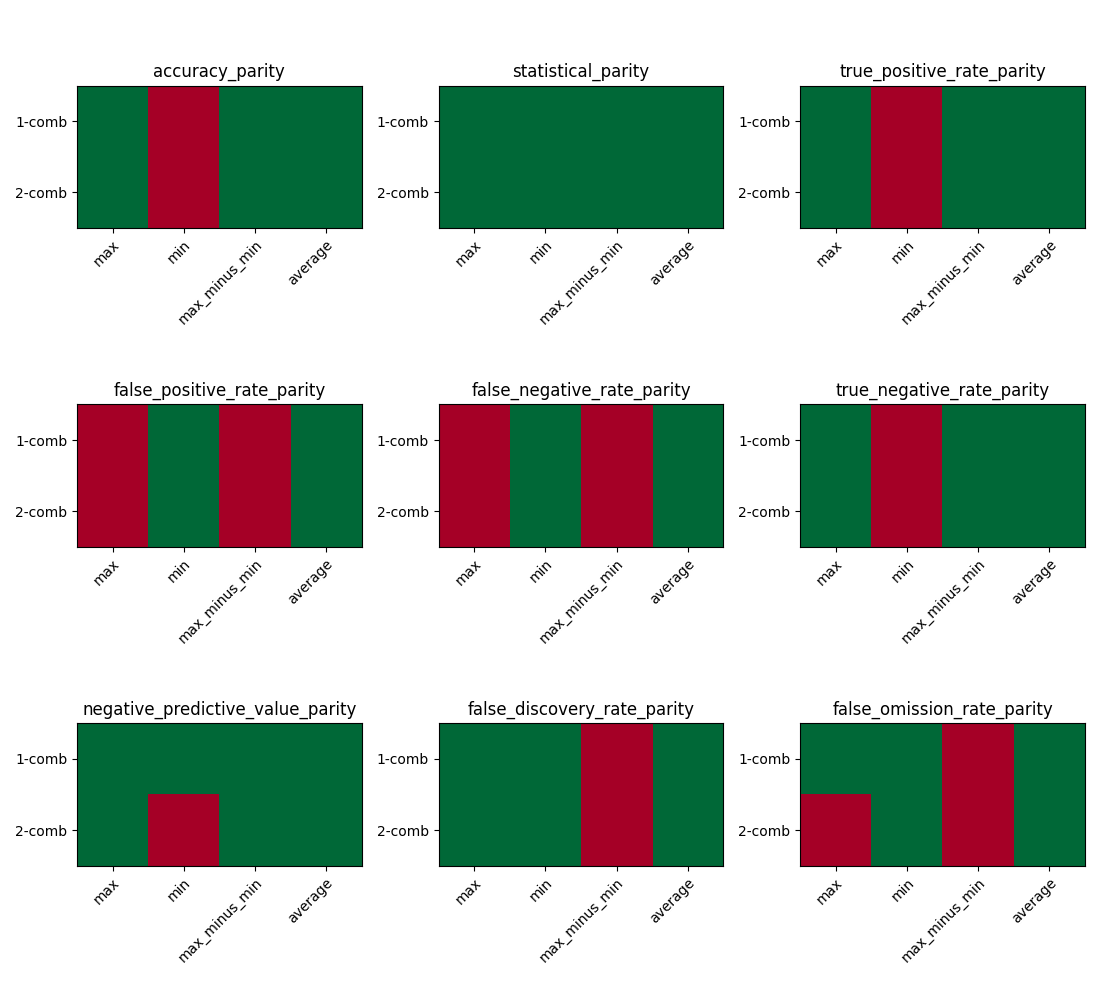 accuracy_parity
statistical_parity
true_positive_rate_parity
1-comb
1-comb
1-comb
2-comb
2-comb
2-comb
max
min
max_minus_min
average
max
min
max_minus_min
average
max
min
max_minus_min
average
false_positive_rate_parity
false_negative_rate_parity
true_negative_rate_parity
1-comb
1-comb
1-comb
2-comb
2-comb
2-comb
max
min
max_minus_min
average
max
min
max_minus_min
average
max
min
max_minus_min
average
negative_predictive_value_parity
false_discovery_rate_parity
false_omission_rate_parity
1-comb
1-comb
1-comb
2-comb
2-comb
2-comb
max
min
max_minus_min
average
max
min
max_minus_min
average
max
min
max_minus_min
average